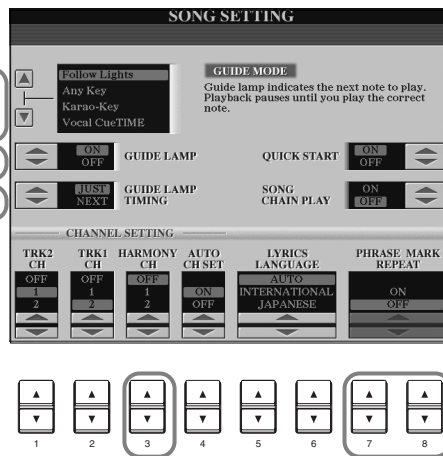 SONG SETTING
Follow Lights
Any Key
Karao-Key
Vocal CueTIME
GUIDE MODE
Guide lamp indicates the next note to play.
Playback pauses until you play the correct
note.
ON
OFF
GUIDE LAMP
QUICK START
ON
OFF
JUST
NEXT
GUIDE LAMP
TIMING
SONG
CHAIN PLAY
ON
OFF
CHANNEL SETTING
TRK2
CH
TRK1
CH
HARMONY
CH
AUTO
CH SET
LYRICS
LANGUAGE
PHRASE MARK
REPEAT
OFF
1
2
OFF
1
2
OFF
1
2
ON
OFF
AUTO
INTERNATIONAL
JAPANESE
ON
OFF
1 2 3 4 5 6 7 8